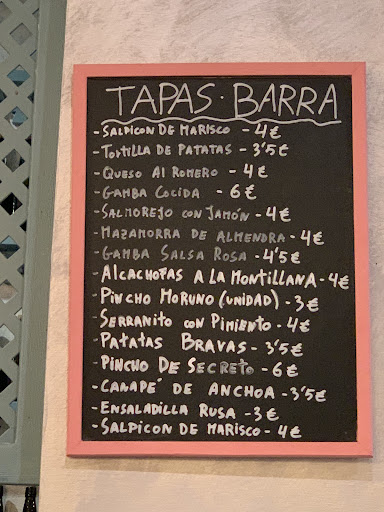 TAPAS · BARRA
- SALPICON DE MARISCO - 4€
- TORTILLA DE PATATAS - 3'5€
- QUESO AL ROMERO - 4€
- GAMBA COCIDA - 6€
- SALMOREJO CON JAMÓN - 4€
- MAZAMORRA DE ALMENDRA - 4€
- GAMBA SALSA ROSA - 4'5€
- ALCACHOFAS A LA MONTILLANA - 4€
- PINCHO MORUNO (UNIDAD) - 3€
- SERRANITO CON PIMIENTO - 4€
- PATATAS BRAVAS - 3'5€
- PINCHO DE SECRETO - 6€
- CANAPÉ DE ANCHOA - 3'5€
- ENSALADILLA RUSA - 3€
- SALPICON DE MARISCO - 4€